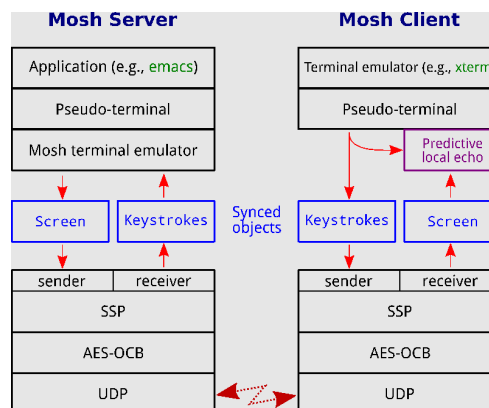 Mosh Server
Application (e.g., emacs)
Pseudo-terminal
Mosh terminal emulator
Screen
Keystrokes
sender
receiver
SSP
AES-OCB
UDP
Synced
objects
Mosh Client
Terminal emulator (e.g., xterm
Pseudo-terminal
Predictive
local echo
Keystrokes
Screen
sender
receiver
SSP
AES-OCB
UDP